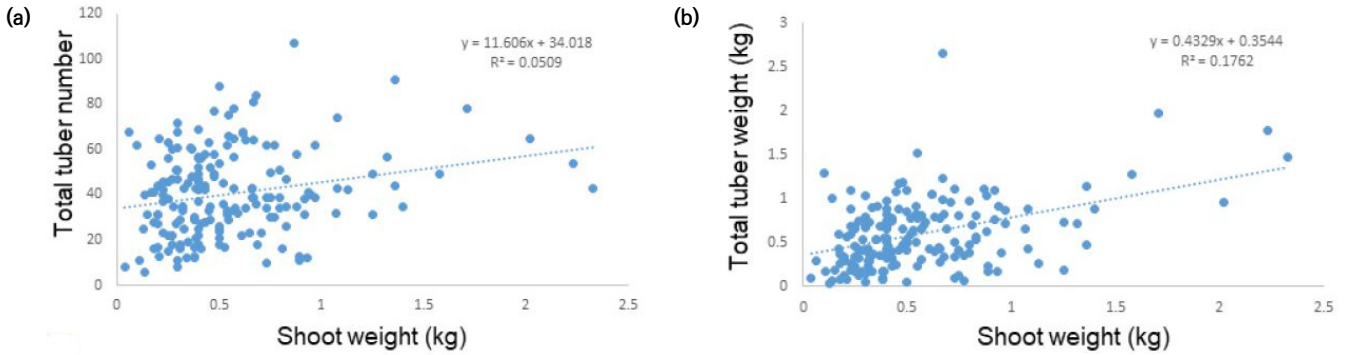 (a)
Total tuber number
120
100
80
60
40
20
0
y = 11.606x + 34.018
R² = 0.0509
0 0.5 1 1.5 2 2.5
Shoot weight (kg)
(b)
Total tuber weight (kg)
3
2.5
2
1.5
1
0.5
0
y = 0.4329x + 0.3544
R² = 0.1762
0 0.5 1 1.5 2 2.5
Shoot weight (kg)